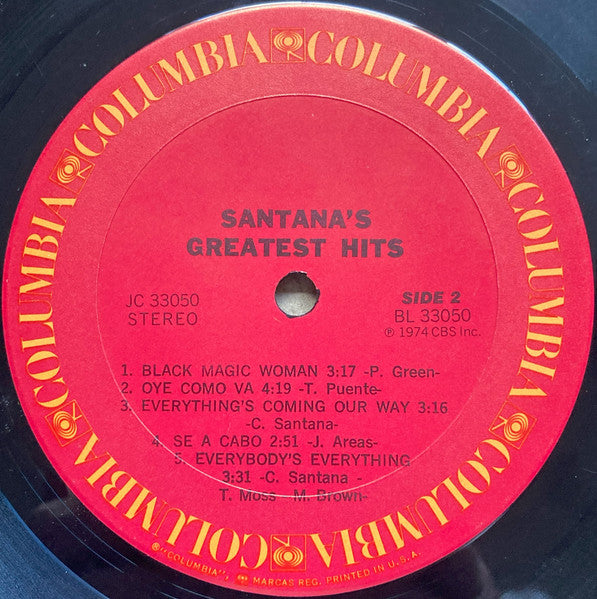 COLUMBIA COLUMBIA COLUMBIA COLUMBIA COLUMBIA COLUMBIA
SANTANA'S
GREATEST HITS
JC 33050
STEREO
SIDE 2
BL 33050
℗ 1974 CBS Inc.
1. BLACK MAGIC WOMAN 3:17 -P. Green-
2. OYE COMO VA 4:19 -T. Puente-
3. EVERYTHING'S COMING OUR WAY 3:16
-C. Santana-
4. SE A CABO 2:51 -J. Areas-
5. EVERYBODY'S EVERYTHING
3:31 -C. Santana -
T. Moss - M. Brown-
®"COLUMBIA", MARCAS REG. PRINTED IN U.S.A.